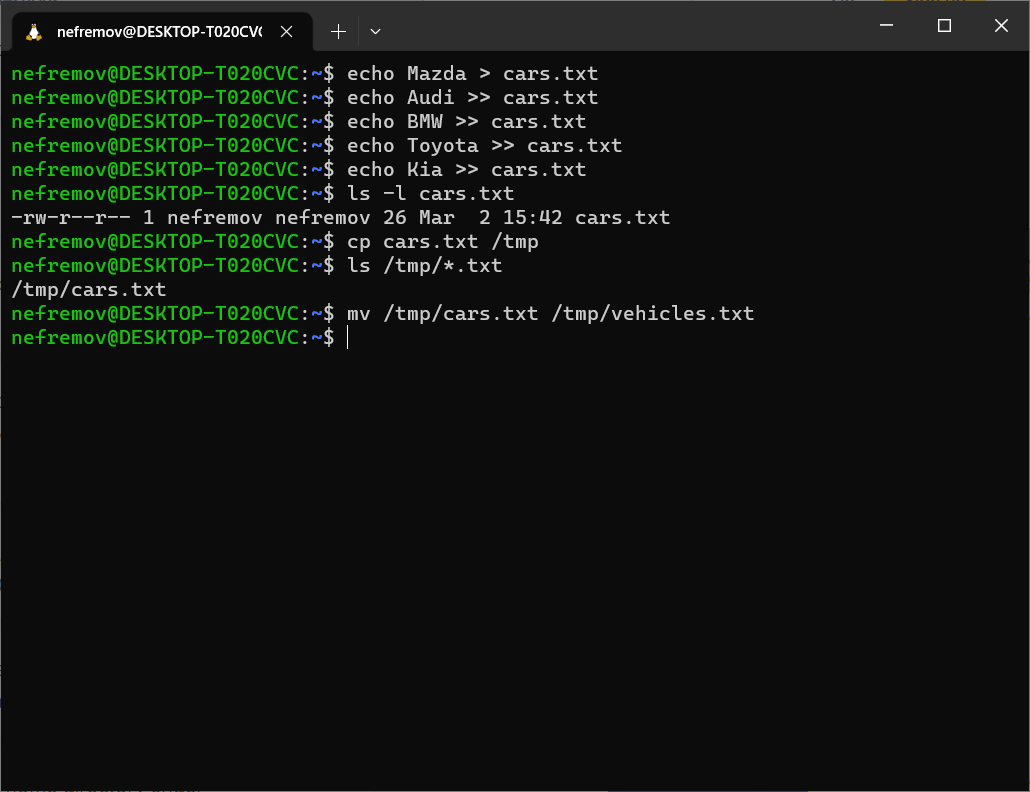 nefremov@DESKTOP-T020CVC
nefremov@DESKTOP-T020CVC:~$ echo Mazda > cars.txt
nefremov@DESKTOP-T020CVC:~$ echo Audi >> cars.txt
nefremov@DESKTOP-T020CVC:~$ echo BMW >> cars.txt
nefremov@DESKTOP-T020CVC:~$ echo Toyota >> cars.txt
nefremov@DESKTOP-T020CVC:~$ echo Kia >> cars.txt
nefremov@DESKTOP-T020CVC:~$ ls -l cars.txt
-rw-r--r-- 1 nefremov nefremov 26 Mar  2 15:42 cars.txt
nefremov@DESKTOP-T020CVC:~$ cp cars.txt /tmp
nefremov@DESKTOP-T020CVC:~$ ls /tmp/*.txt
/tmp/cars.txt
nefremov@DESKTOP-T020CVC:~$ mv /tmp/cars.txt /tmp/vehicles.txt
nefremov@DESKTOP-T020CVC:~$